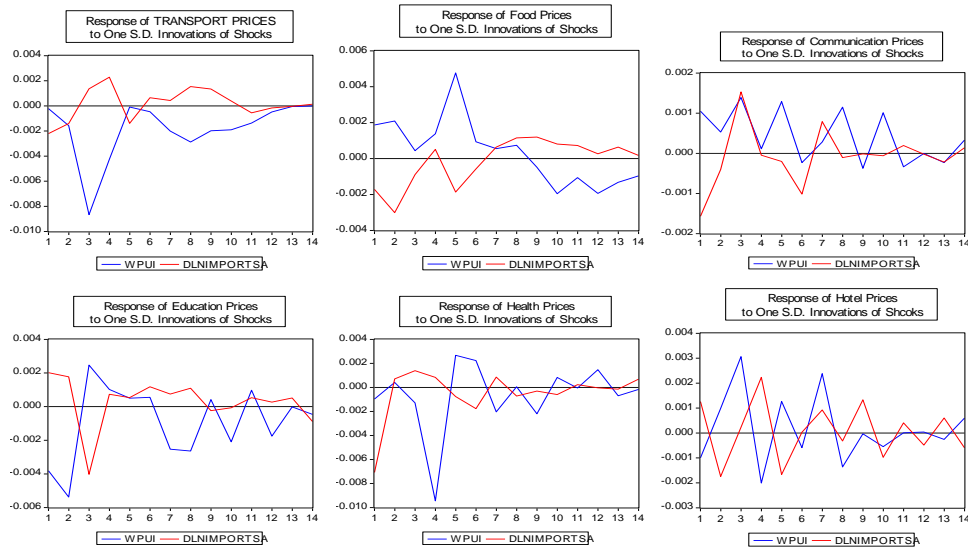 Response of TRANSPORT PRICES
to One S.D. Innovations of Shocks
0.004
0.002
0.000
-0.002
-0.004
-0.006
-0.008
-0.010
1 2 3 4 5 6 7 8 9 10 11 12 13 14
WPUI DLNIMPORTSA
Response of Food Prices
to One S.D. Innovations of Shocks
0.006
0.004
0.002
0.000
-0.002
-0.004
1 2 3 4 5 6 7 8 9 10 11 12 13 14
WPUI DLNIMPORTSA
Response of Communication Prices
to One S.D. Innovations of Shocks
0.002
0.001
0.000
-0.001
-0.002
1 2 3 4 5 6 7 8 9 10 11 12 13 14
WPUI DLNIMPORTSA
Response of Education Prices
to One S.D. Innovations of Shocks
0.004
0.002
0.000
-0.002
-0.004
-0.006
1 2 3 4 5 6 7 8 9 10 11 12 13 14
WPUI DLNIMPORTSA
Response of Health Prices
to One S.D. Innovations of Shcoks
0.004
0.002
0.000
-0.002
-0.004
-0.006
-0.008
-0.010
1 2 3 4 5 6 7 8 9 10 11 12 13 14
WPUI DLNIMPORTSA
Response of Hotel Prices
to One S.D. Innovations of Shcoks
0.004
0.003
0.002
0.001
0.000
-0.001
-0.002
-0.003
1 2 3 4 5 6 7 8 9 10 11 12 13 14
WPUI DLNIMPORTSA